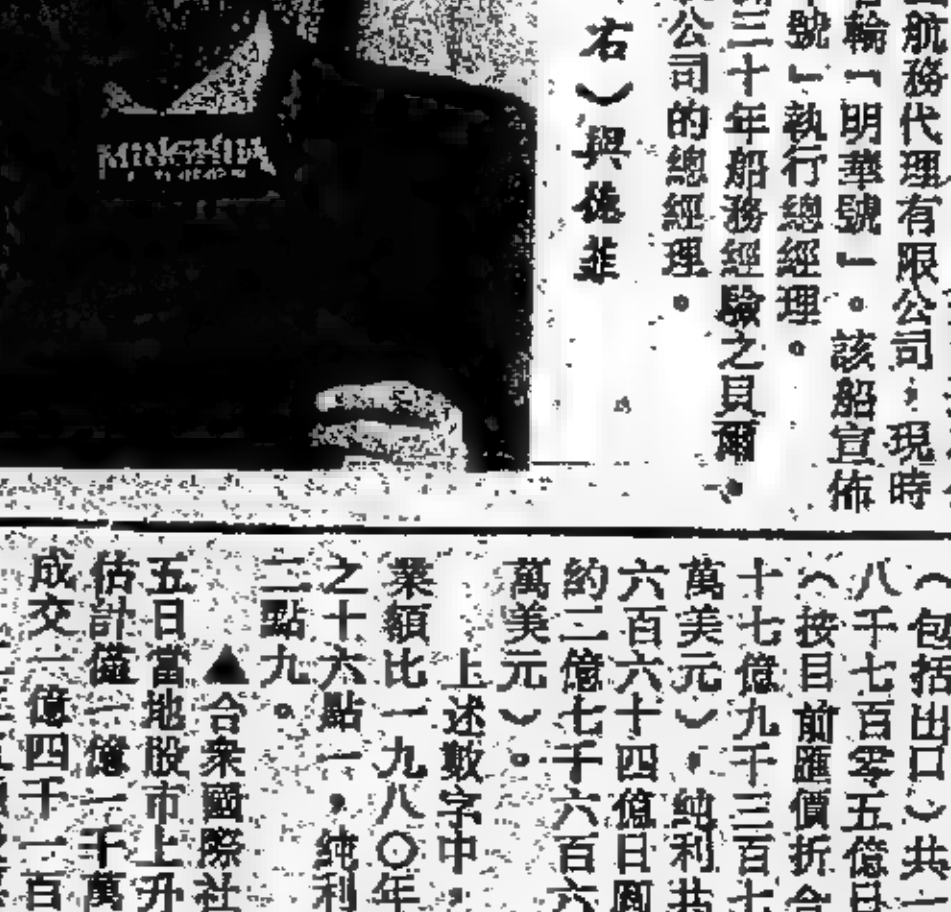 航務代理有限公司，現時
輪「明華號」。該船宣佈
號」執行總經理。
三十年船務經驗之貝爾，
公司的總經理。
右）與佐菲
MINGHUA
（包括出口）共一
八千七百零五億日
（按目前匯價折合
十七億九千三百七
萬美元），純利共
六百六十四億日圓
約二億七千六百六
萬美元）。
上述數字中，
業額比一九八〇年
之十六點一，純利
二點九。
▲合眾國際社
五日當地股市上升
估計僅一億一千萬
成交一億四千一百